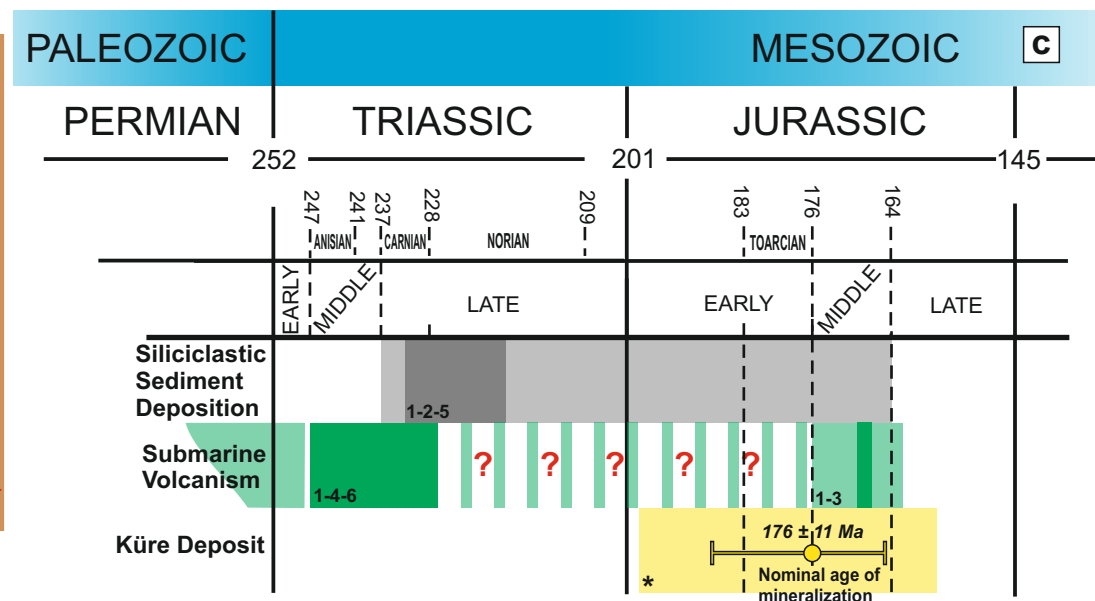 PALEOZOIC MESOZOIC C
PERMIAN TRIASSIC JURASSIC
252 201 145
247 241 237 228 209 183 176 164
ANISIAN CARNIAN NORIAN TOARCIAN
EARLY MIDDLE LATE EARLY MIDDLE LATE
Siliciclastic
Sediment
Deposition
1-2-5
Submarine
Volcanism
1-4-6
? ? ? ? ?
1-3
Küre Deposit
176 ± 11 Ma
Nominal age of
mineralization
*